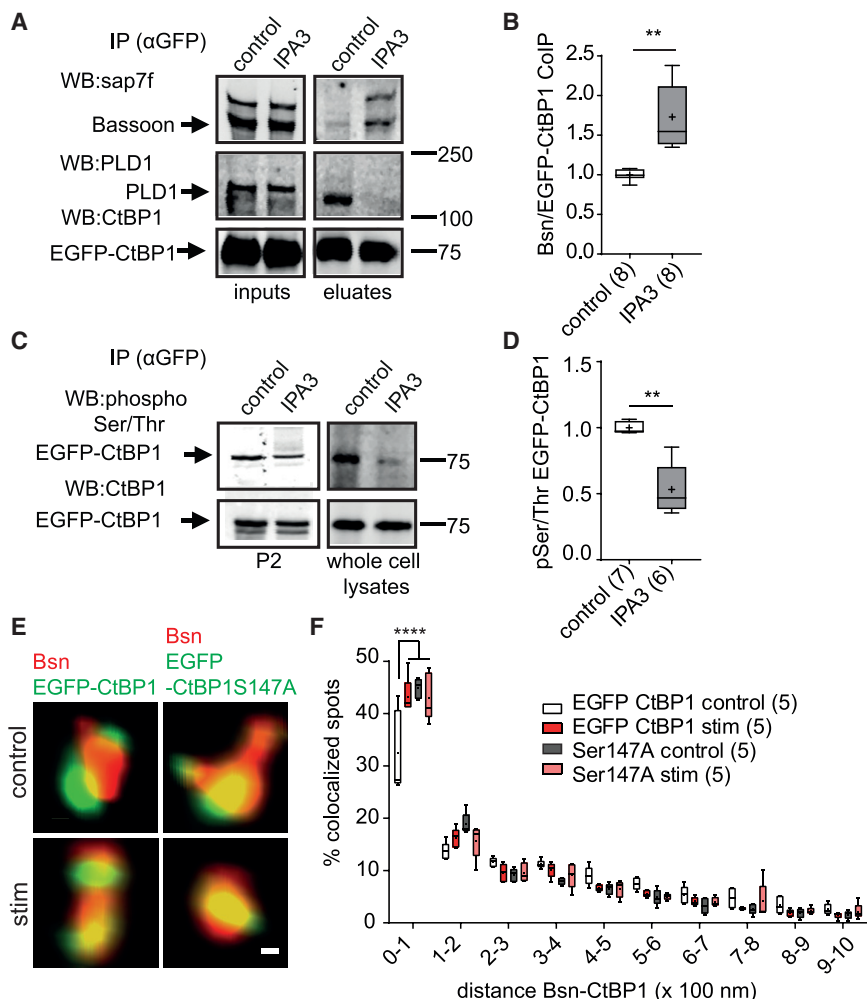 A
IP (αGFP)
control
IPA3
control
IPA3
WB:sap7f
Bassoon
250
WB:PLD1
PLD1
WB:CtBP1
100
EGFP-CtBP1
75
inputs
eluates
B
**
Bsn/EGFP-CtBP1 CoIP
2.5
2.0
1.5
1.0
0.5
0
control (8)
IPA3 (8)
C
IP (αGFP)
control
IPA3
control
IPA3
WB:phospho
Ser/Thr
EGFP-CtBP1
75
WB:CtBP1
EGFP-CtBP1
75
P2
whole cell
lysates
D
**
pSer/Thr EGFP-CtBP1
1.0
0.5
0.0
control (7)
IPA3 (6)
E
Bsn
EGFP-CtBP1
Bsn
EGFP
-CtBP1S147A
control
stim
F
****
% colocalized spots
50
40
30
20
10
0
EGFP CtBP1 control (5)
EGFP CtBP1 stim (5)
Ser147A control (5)
Ser147A stim (5)
0-1
1-2
2-3
3-4
4-5
5-6
6-7
7-8
8-9
9-10
distance Bsn-CtBP1 (x 100 nm)